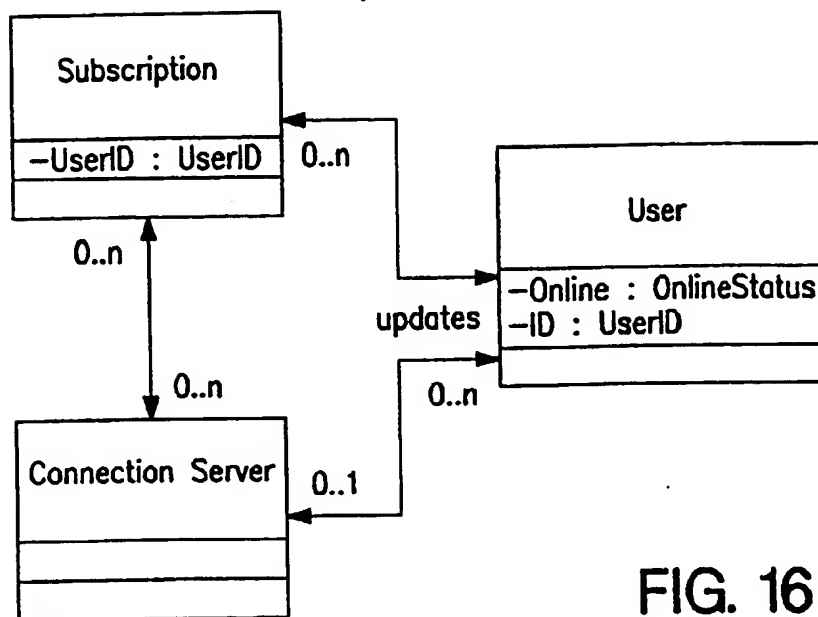 Subscription
–UserID : UserID
0..n
0..n
User
–Online : OnlineStatus
–ID : UserID
updates
0..n
0..n
Connection Server
0..1
FIG. 16